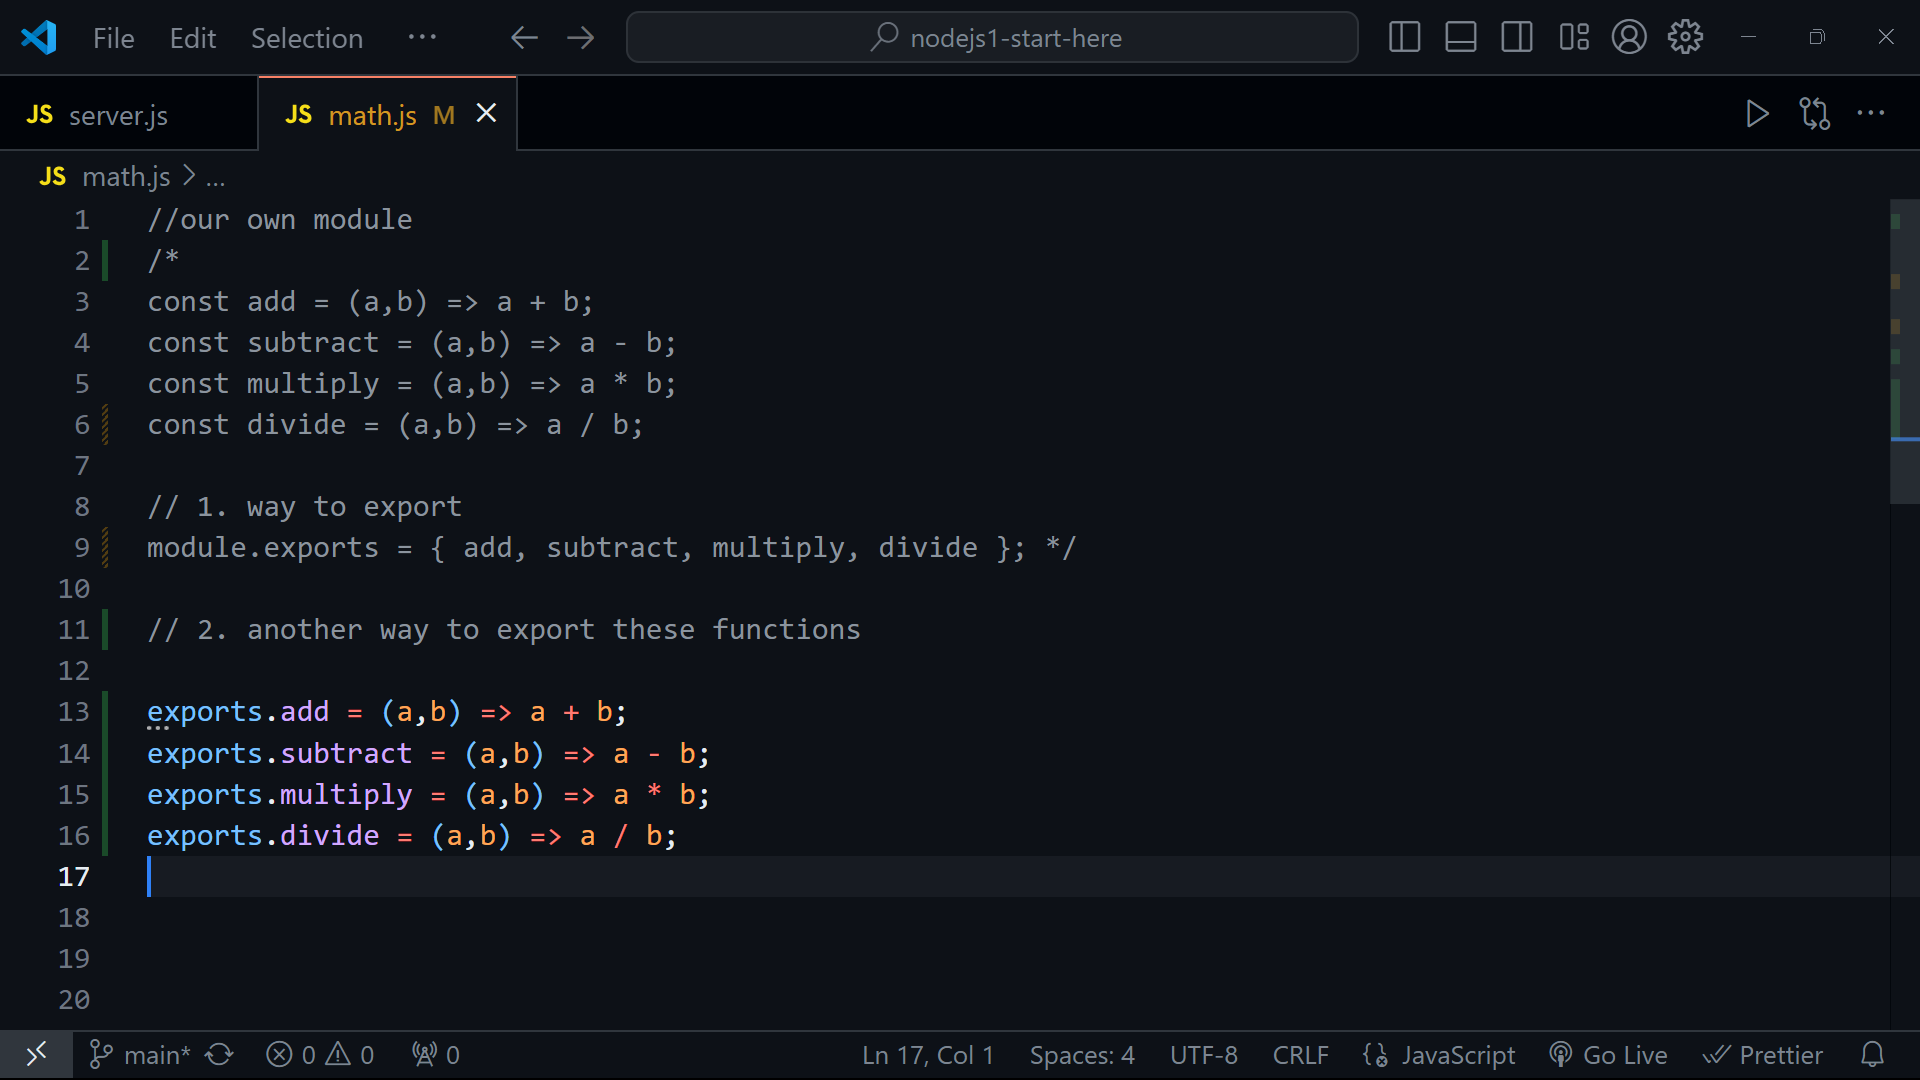 File Edit Selection ··· nodejs1-start-here
JS server.js JS math.js M
JS math.js > ...
1 //our own module
2 /*
3 const add = (a,b) => a + b;
4 const subtract = (a,b) => a - b;
5 const multiply = (a,b) => a * b;
6 const divide = (a,b) => a / b;
7
8 // 1. way to export
9 module.exports = { add, subtract, multiply, divide }; */
10
11 // 2. another way to export these functions
12
13 exports.add = (a,b) => a + b;
14 exports.subtract = (a,b) => a - b;
15 exports.multiply = (a,b) => a * b;
16 exports.divide = (a,b) => a / b;
17
18
19
20
main* 0 0 0 Ln 17, Col 1 Spaces: 4 UTF-8 CRLF JavaScript Go Live Prettier